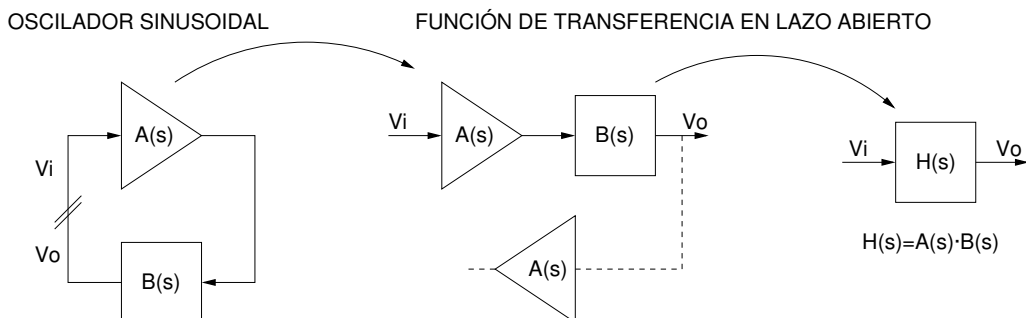 OSCILADOR SINUSOIDAL
FUNCIÓN DE TRANSFERENCIA EN LAZO ABIERTO
A(s)
Vi
Vo
B(s)
Vi
A(s)
B(s)
Vo
A(s)
Vi
H(s)
Vo
H(s)=A(s)·B(s)